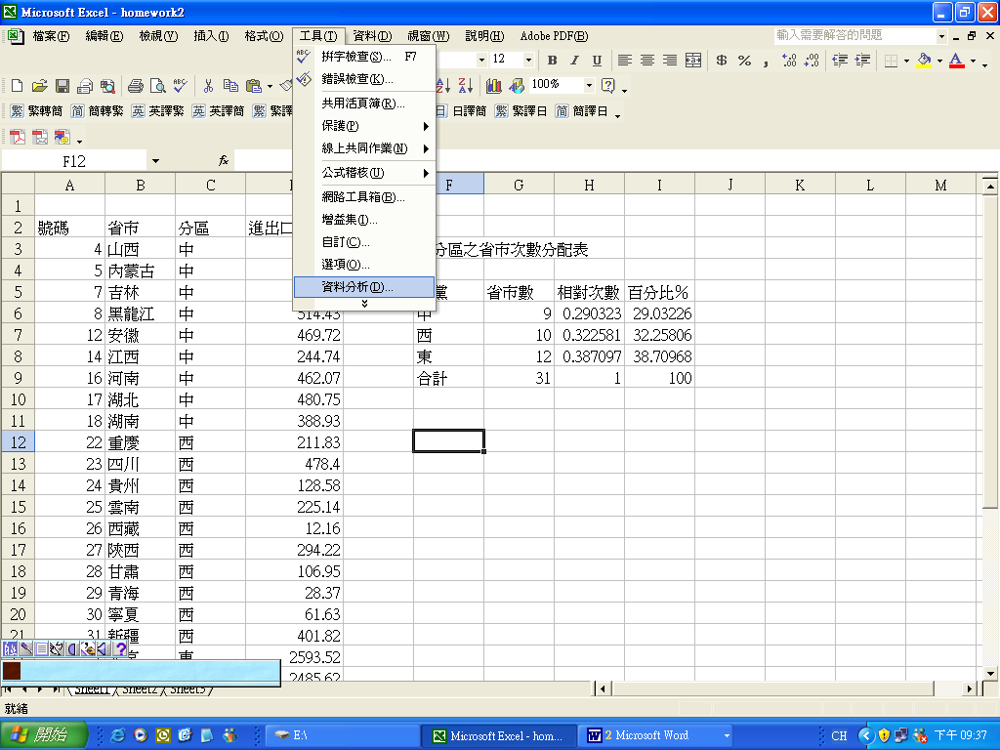 Microsoft Excel - homework2
檔案(F) 編輯(E) 檢視(V) 插入(I) 格式(O) 工具(T) 資料(D) 視窗(W) 說明(H) Adobe PDF(B) 輸入需要解答的問題
拼字檢查(S)... F7
錯誤檢查(K)...
共用活頁簿(R)...
保護(P)
線上共同作業(N)
公式稽核(U)
網路工具箱(B)...
增益集(I)...
自訂(C)...
選項(O)...
資料分析(D)...
12 B I U $ % ,
100%
繁 繁轉簡 简 簡轉繁 英 英譯繁 英 英譯簡 繁 繁譯 日 日譯簡 繁 繁譯日 简 簡譯日
F12 fx
A B C F G H I J K L M
1
2 號碼 省市 分區 進出口
3 4 山西 中 分區之省市次數分配表
4 5 內蒙古 中
5 7 吉林 中 黨 省市數 相對次數 百分比%
6 8 黑龍江 中 514.43 中 9 0.290323 29.03226
7 12 安徽 中 469.72 西 10 0.322581 32.25806
8 14 江西 中 244.74 東 12 0.387097 38.70968
9 16 河南 中 462.07 合計 31 1 100
10 17 湖北 中 480.75
11 18 湖南 中 388.93
12 22 重慶 西 211.83
13 23 四川 西 478.4
14 24 貴州 西 128.58
15 25 雲南 西 225.14
16 26 西藏 西 12.16
17 27 陝西 西 294.22
18 28 甘肅 西 106.95
19 29 青海 西 28.37
20 30 寧夏 西 61.63
21 31 新疆 西 401.82
東 2593.52
2485.62
Sheet1 Sheet2 Sheet3
就緒
開始 E:\ Microsoft Excel - hom... 2 Microsoft Word CH 下午 09:37